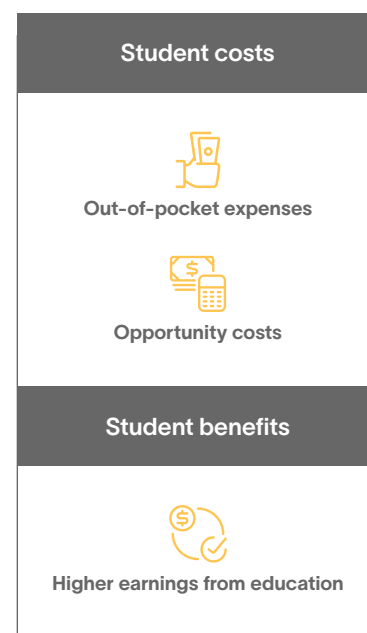 Student costs
Out-of-pocket expenses
$
Opportunity costs
Student benefits
$
Higher earnings from education